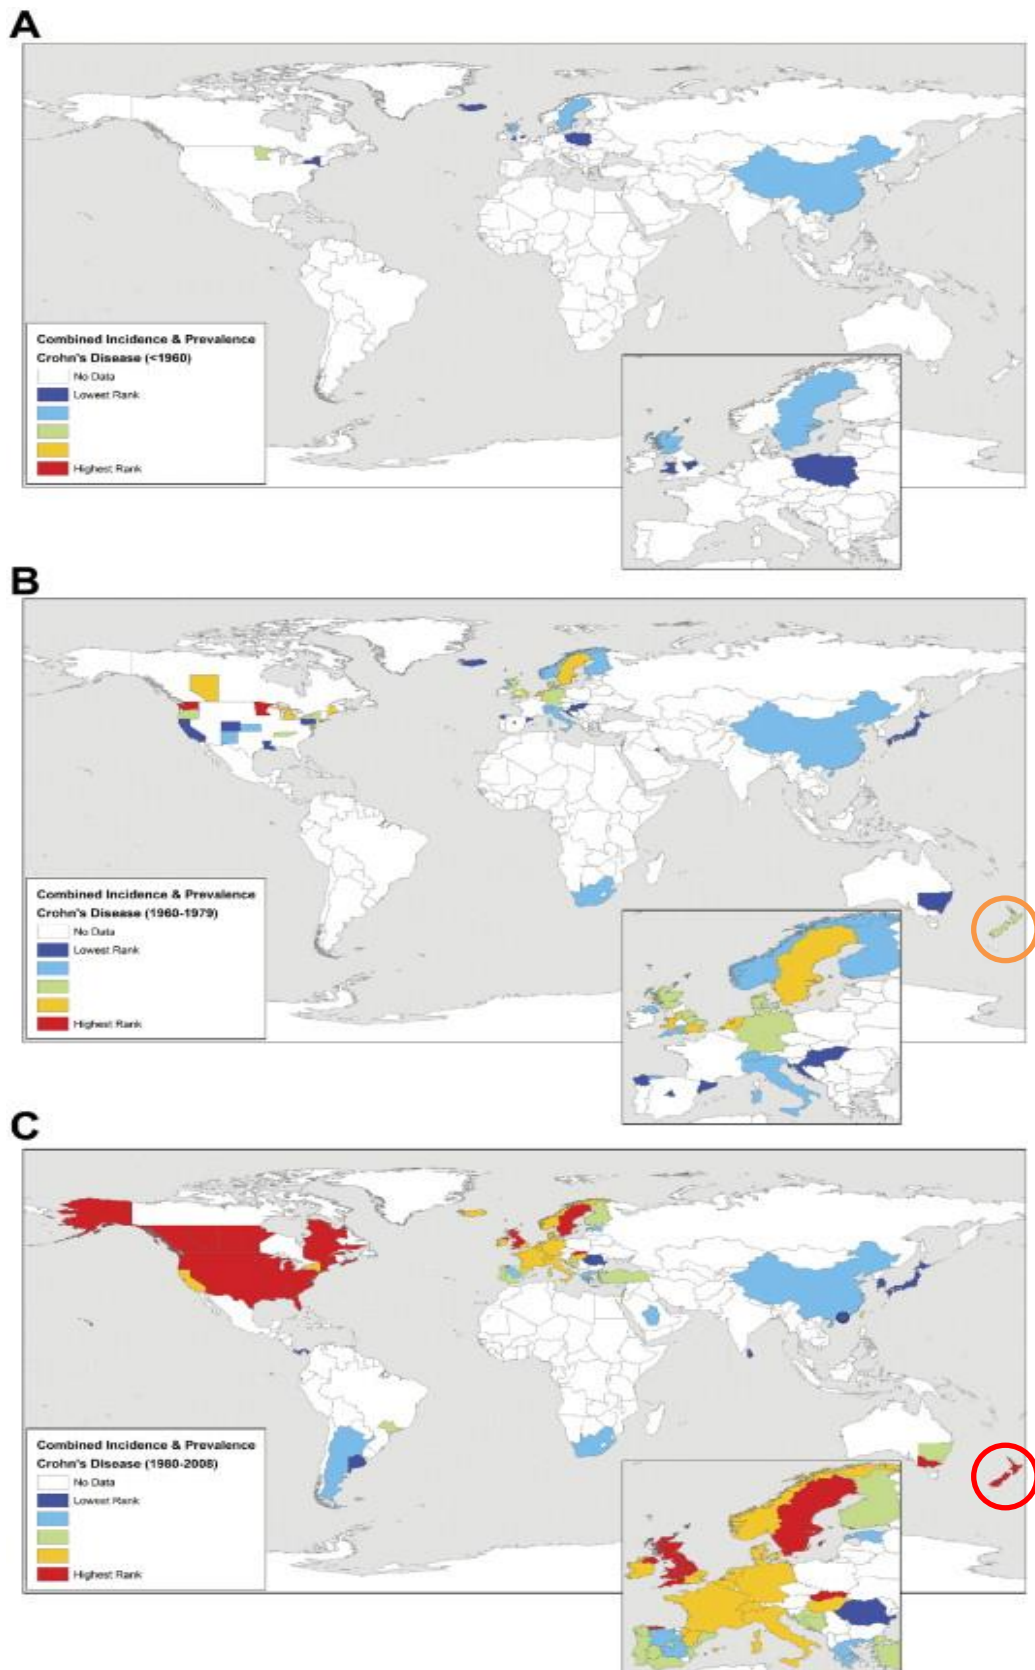 A
Combined Incidence & Prevalence
Crohn's Disease (<1960)
No Data
Lowest Rank
Highest Rank
B
Combined Incidence & Prevalence
Crohn's Disease (1960-1979)
No Data
Lowest Rank
Highest Rank
C
Combined Incidence & Prevalence
Crohn's Disease (1980-2008)
No Data
Lowest Rank
Highest Rank